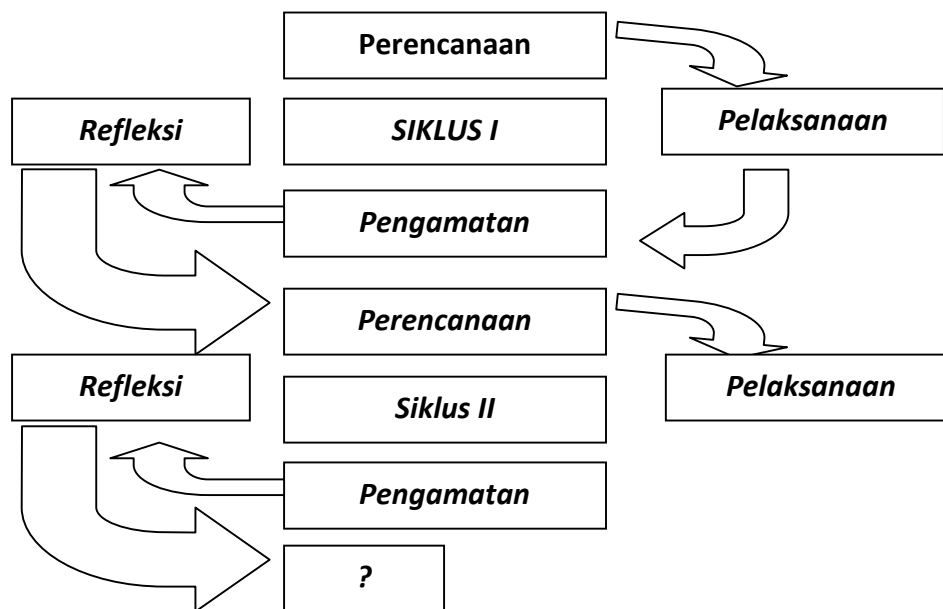 Perencanaan
Refleksi
SIKLUS I
Pelaksanaan
Pengamatan
Perencanaan
Refleksi
Siklus II
Pelaksanaan
Pengamatan
?